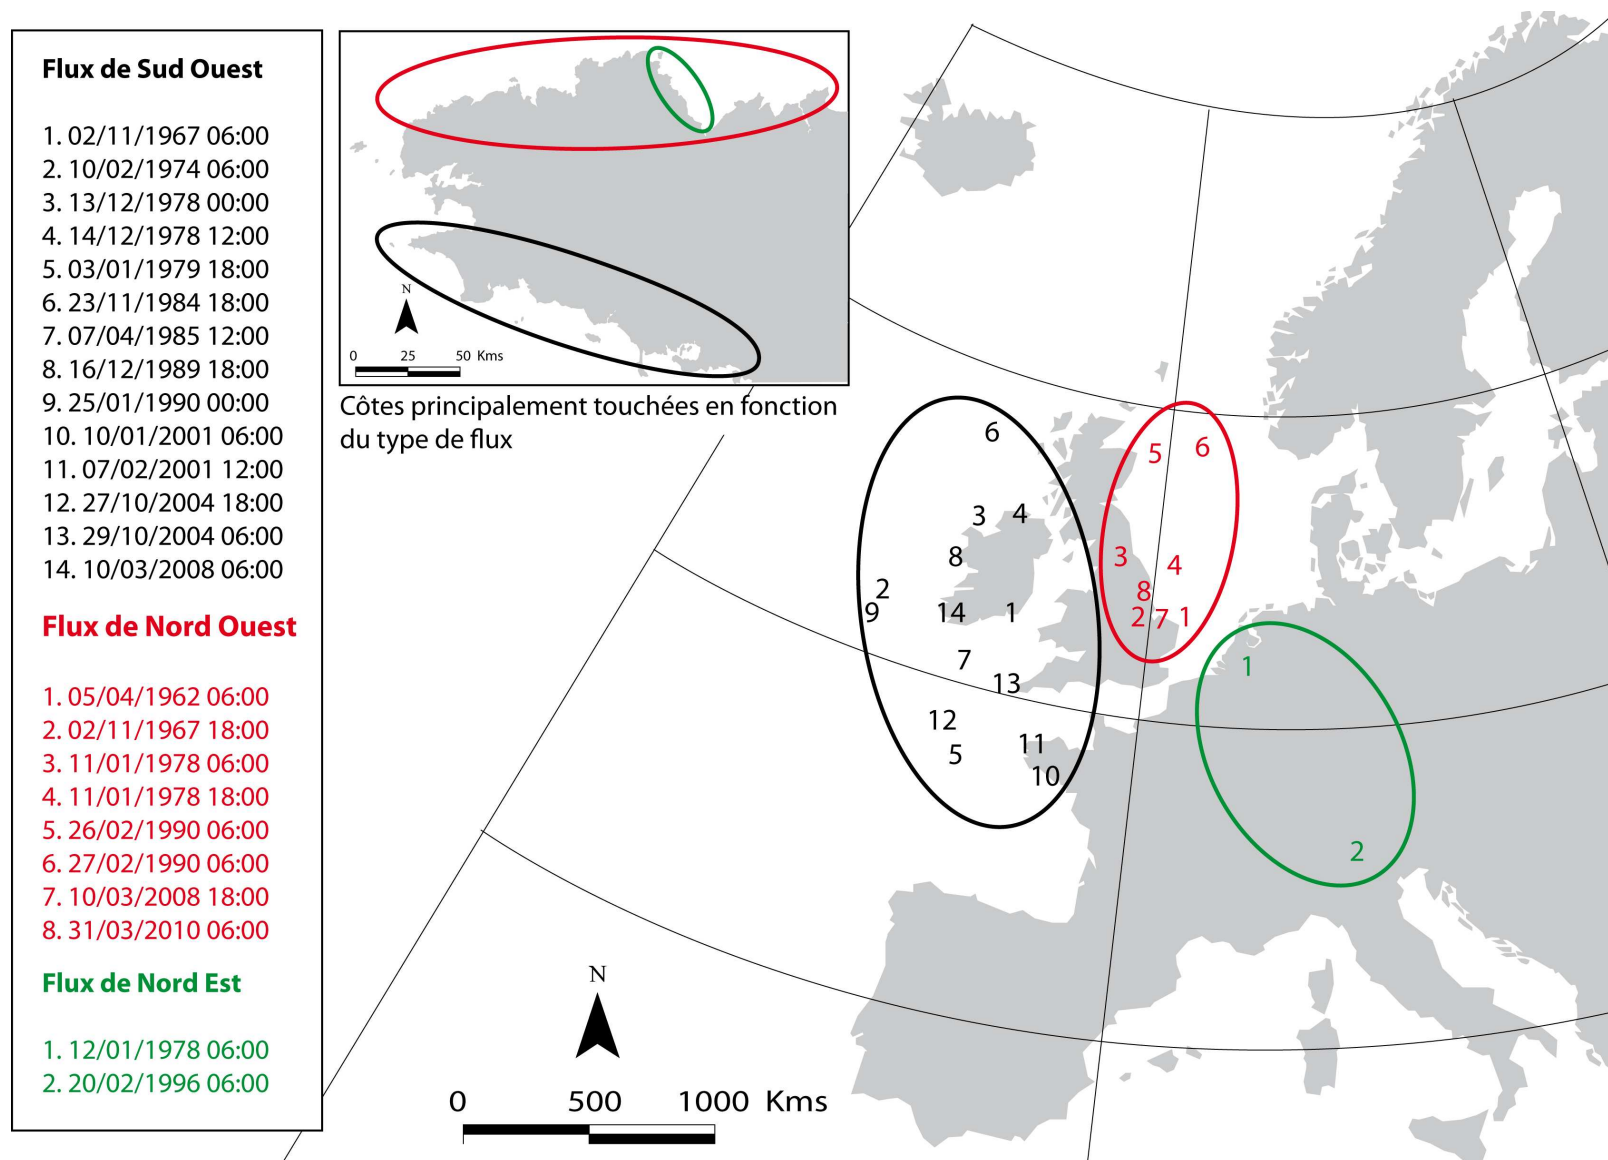 Flux de Sud Ouest
1. 02/11/1967 06:00
2. 10/02/1974 06:00
3. 13/12/1978 00:00
4. 14/12/1978 12:00
5. 03/01/1979 18:00
6. 23/11/1984 18:00
7. 07/04/1985 12:00
8. 16/12/1989 18:00
9. 25/01/1990 00:00
10. 10/01/2001 06:00
11. 07/02/2001 12:00
12. 27/10/2004 18:00
13. 29/10/2004 06:00
14. 10/03/2008 06:00
Flux de Nord Ouest
1. 05/04/1962 06:00
2. 02/11/1967 18:00
3. 11/01/1978 06:00
4. 11/01/1978 18:00
5. 26/02/1990 06:00
6. 27/02/1990 06:00
7. 10/03/2008 18:00
8. 31/03/2010 06:00
Flux de Nord Est
1. 12/01/1978 06:00
2. 20/02/1996 06:00
N
0 25 50 Kms
Côtes principalement touchées en fonction
du type de flux
6
3 4
8
2
9 14 1
7
13
12
5 11
10
5 6
3 4
8
2 7 1
1
2
N
0 500 1000 Kms